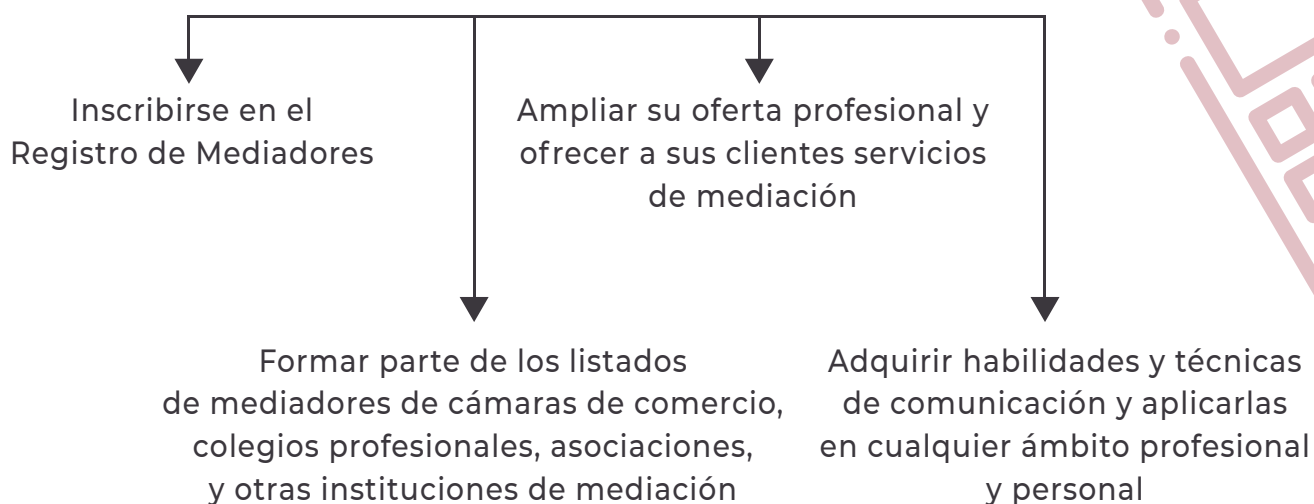 Inscribirse en el
Registro de Mediadores
Ampliar su oferta profesional y
ofrecer a sus clientes servicios
de mediación
Formar parte de los listados
de mediadores de cámaras de comercio,
colegios profesionales, asociaciones,
y otras instituciones de mediación
Adquirir habilidades y técnicas
de comunicación y aplicarlas
en cualquier ámbito profesional
y personal